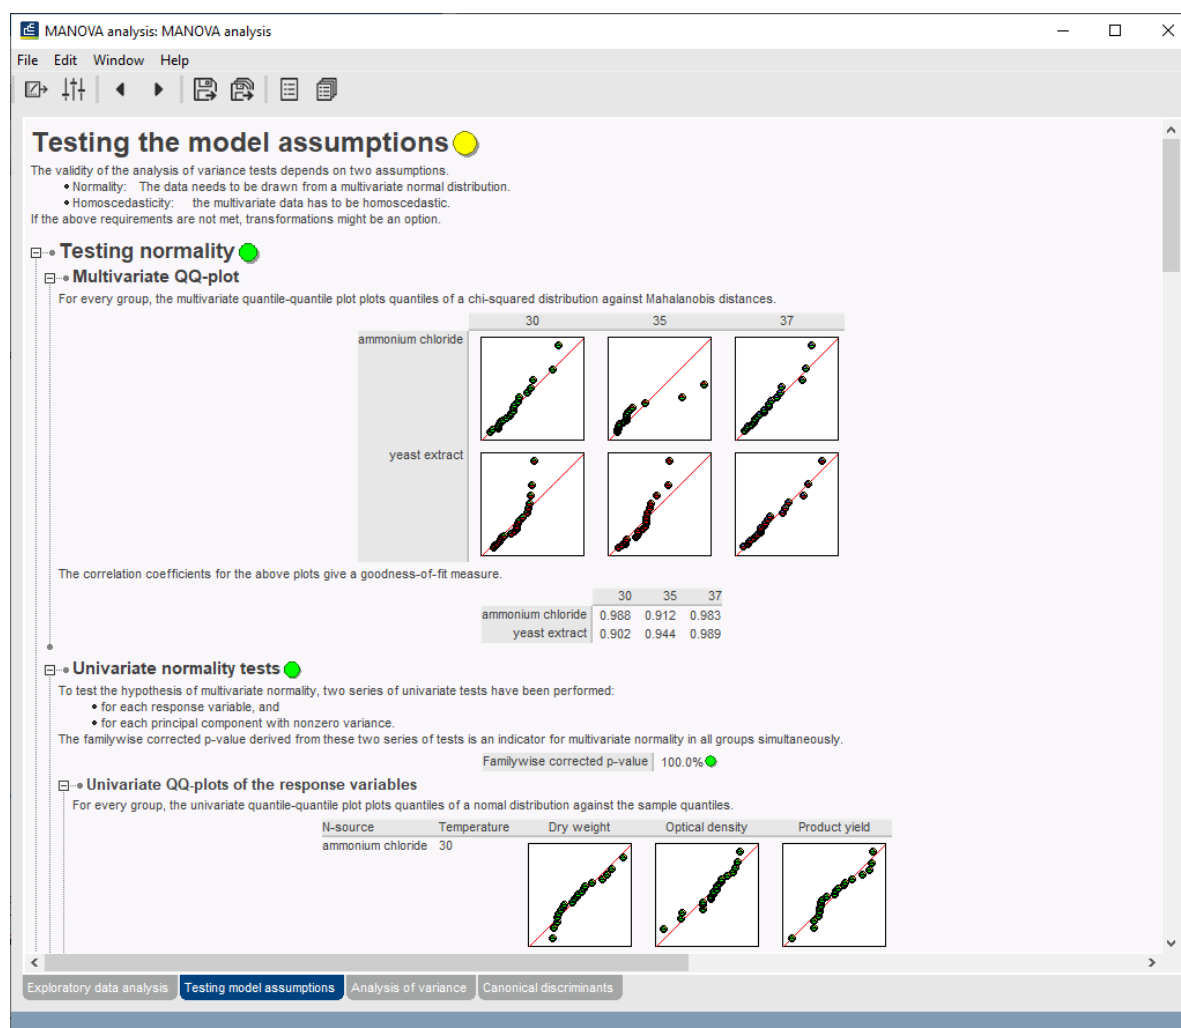 MANOVA analysis: MANOVA analysis
File Edit Window Help
Testing the model assumptions
The validity of the analysis of variance tests depends on two assumptions.
• Normality: The data needs to be drawn from a multivariate normal distribution.
• Homoscedasticity: the multivariate data has to be homoscedastic.
If the above requirements are not met, transformations might be an option.
Testing normality
Multivariate QQ-plot
For every group, the multivariate quantile-quantile plot plots quantiles of a chi-squared distribution against Mahalanobis distances.
30 35 37
ammonium chloride
yeast extract
The correlation coefficients for the above plots give a goodness-of-fit measure.
30 35 37
ammonium chloride 0.988 0.912 0.983
yeast extract 0.902 0.944 0.989
Univariate normality tests
To test the hypothesis of multivariate normality, two series of univariate tests have been performed:
• for each response variable, and
• for each principal component with nonzero variance.
The familywise corrected p-value derived from these two series of tests is an indicator for multivariate normality in all groups simultaneously.
Familywise corrected p-value 100.0%
Univariate QQ-plots of the response variables
For every group, the univariate quantile-quantile plot plots quantiles of a nomal distribution against the sample quantiles.
N-source Temperature Dry weight Optical density Product yield
ammonium chloride 30
Exploratory data analysis Testing model assumptions Analysis of variance Canonical discriminants